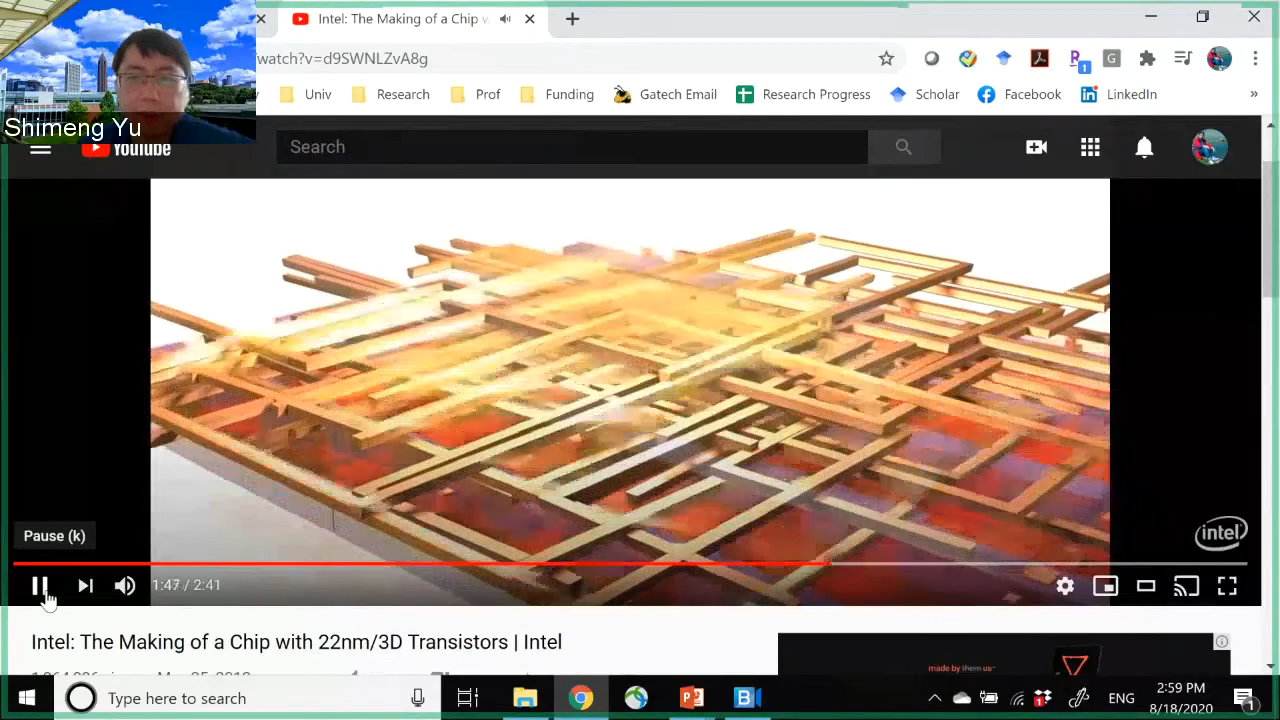 Intel: The Making of a Chip w
watch?v=d9SWNLZvA8g
Univ
Research
Prof
Funding
Gatech Email
Research Progress
Scholar
Facebook
LinkedIn
»
Shimeng Yu
YouTube
Search
intel
Pause (k)
1:47 / 2:41
Intel: The Making of a Chip with 22nm/3D Transistors | Intel
made by them us
Type here to search
ENG
2:59 PM
8/18/2020
1